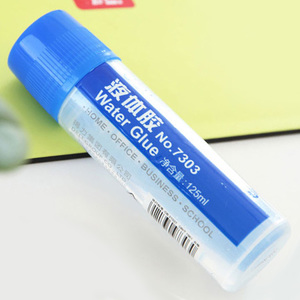 液体胶 No.7303
Water Glue 净含量:125ml
HOME · OFFICE · BUSINESS · SCHOOL